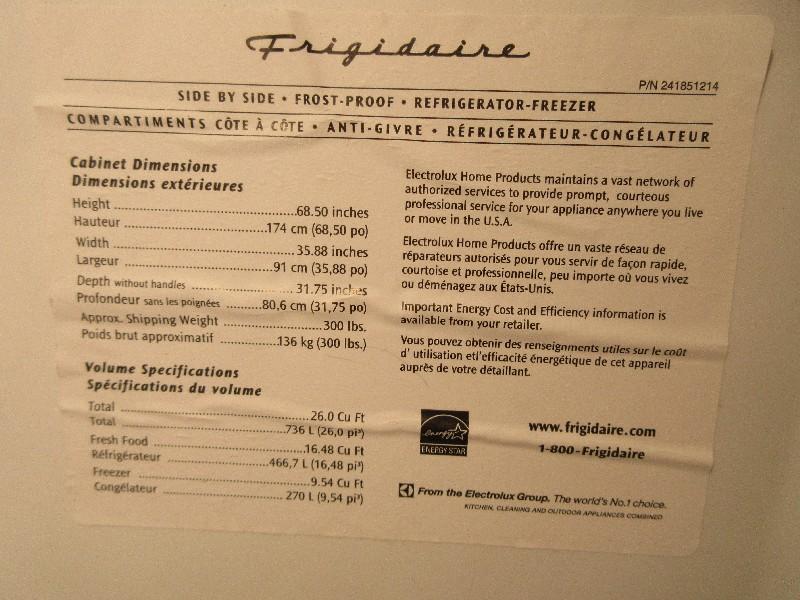 Frigidaire
P/N 241851214
SIDE BY SIDE • FROST-PROOF • REFRIGERATOR-FREEZER
COMPARTIMENTS CÔTE À CÔTE • ANTI-GIVRE • RÉFRIGÉRATEUR-CONGÉLATEUR
Cabinet Dimensions
Dimensions extérieures
Height ........ 68.50 inches
Hauteur ........ 174 cm (68,50 po)
Width ........ 35.88 inches
Largeur ........ 91 cm (35,88 po)
Depth without handles ........ 31.75 inches
Profondeur sans les poignées ........ 80,6 cm (31,75 po)
Approx. Shipping Weight ........ 300 lbs.
Poids brut approximatif ........ 136 kg (300 lbs.)
Volume Specifications
Spécifications du volume
Total ........ 26.0 Cu Ft
Total ........ 736 L (26,0 pi³)
Fresh Food ........ 16.48 Cu Ft
Réfrigérateur ........ 466,7 L (16,48 pi³)
Freezer ........ 9.54 Cu Ft
Congélateur ........ 270 L (9,54 pi³)
Electrolux Home Products maintains a vast network of
authorized services to provide prompt, courteous
professional service for your appliance anywhere you live
or move in the U.S.A.
Electrolux Home Products offre un vaste réseau de
réparateurs autorisés pour vous servir de façon rapide,
courtoise et professionnelle, peu importe où vous vivez
ou déménagez aux États-Unis.
Important Energy Cost and Efficiency information is
available from your retailer.
Vous pouvez obtenir des renseignments utiles sur le coût
d' utilisation etl'efficacité énergétique de cet appareil
auprès de votre détaillant.
energy
ENERGY STAR
www.frigidaire.com
1-800-Frigidaire
From the Electrolux Group. The world's No.1 choice.
KITCHEN, CLEANING AND OUTDOOR APPLIANCES COMBINED